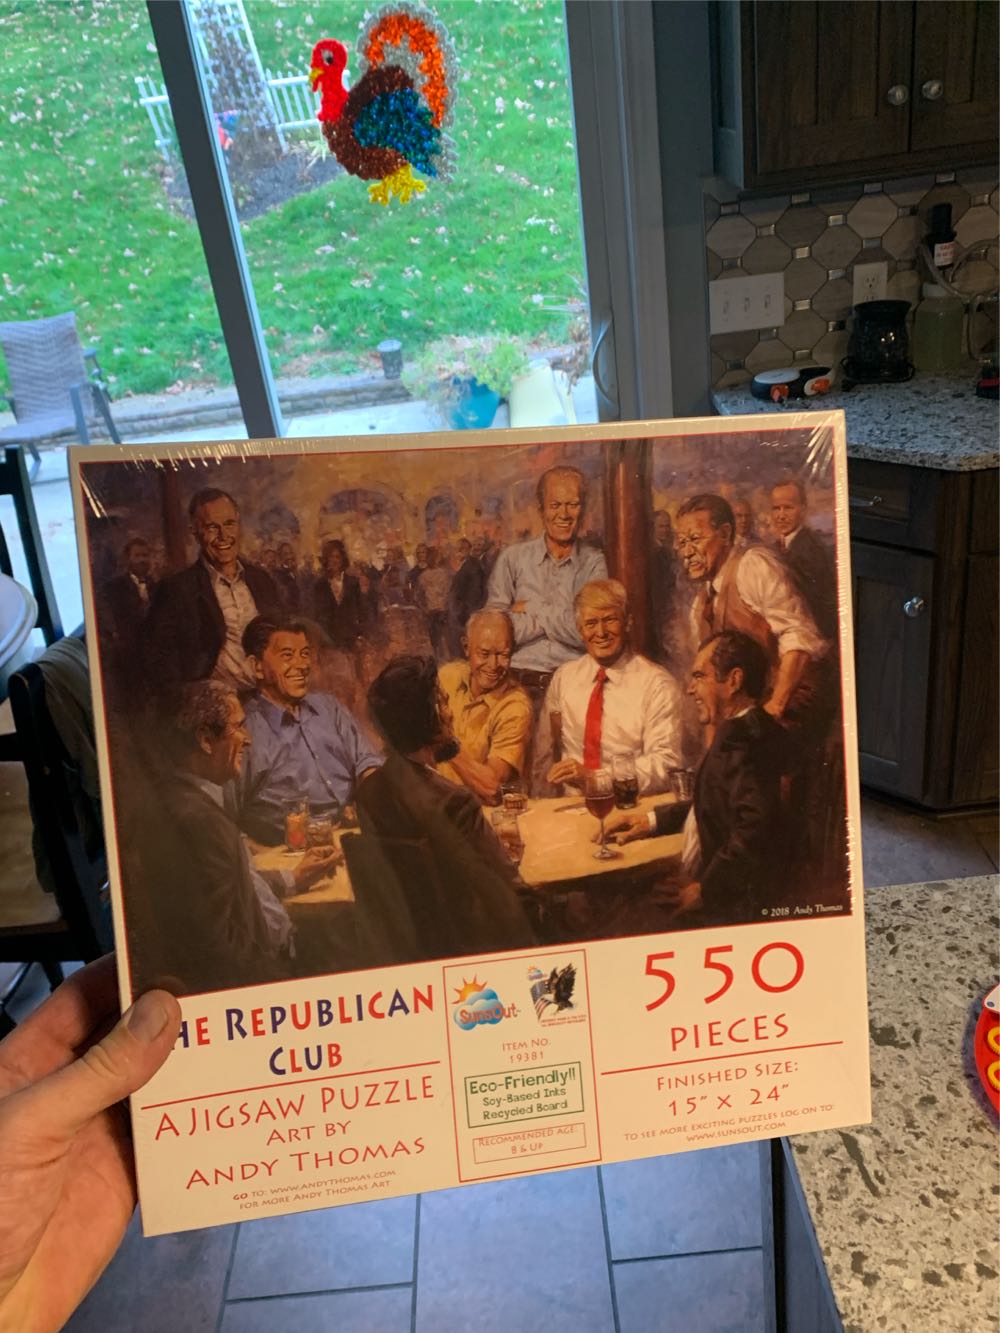 © 2018 Andy Thomas
HE REPUBLICAN
CLUB
A JIGSAW PUZZLE
ART BY
ANDY THOMAS
GO TO: WWW.ANDYTHOMAS.COM
FOR MORE ANDY THOMAS ART
SunsOut
ITEM NO.
19381
Eco-Friendly!!
Soy-Based Inks
Recycled Board
RECOMMENDED AGE:
8 & UP
550
PIECES
FINISHED SIZE:
15" X 24"
TO SEE MORE EXCITING PUZZLES LOG ON TO:
WWW.SUNSOUT.COM